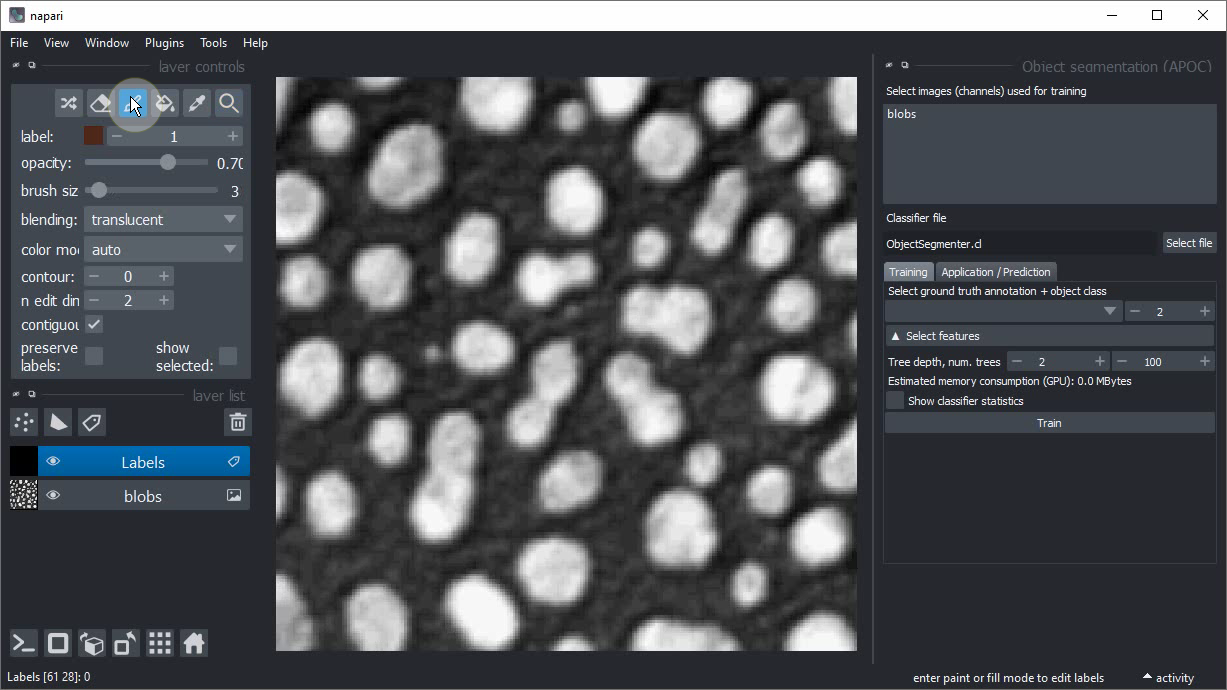 napari
File View Window Plugins Tools Help
layer controls
label: 1
opacity: 0.70
brush siz 3
blending: translucent
color mo auto
contour: 0
n edit din 2
contiguou
preserve labels: show selected:
layer list
Labels
blobs
Labels [61 28]: 0
Object segmentation (APOC)
Select images (channels) used for training
blobs
Classifier file
ObjectSegmenter.cl Select file
Training Application / Prediction
Select ground truth annotation + object class
2
▲ Select features
Tree depth, num. trees 2 100
Estimated memory consumption (GPU): 0.0 MBytes
Show classifier statistics
Train
enter paint or fill mode to edit labels activity